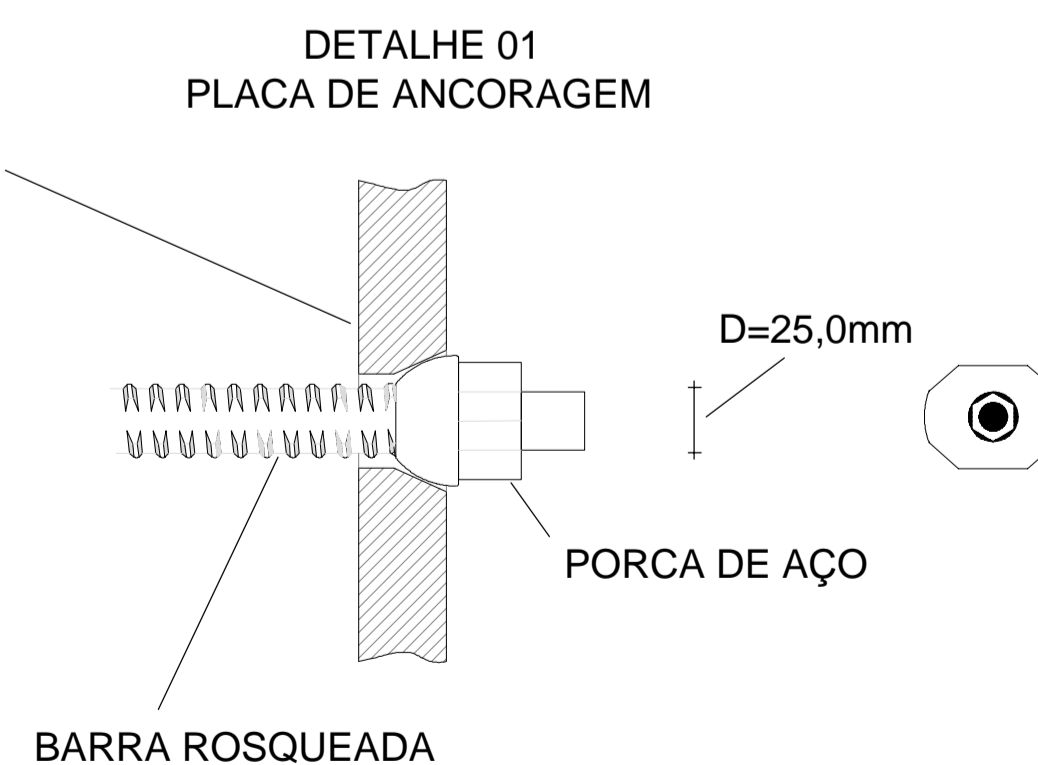 DETALHE 01
PLACA DE ANCORAGEM
D=25,0mm
PORCA DE AÇO
BARRA ROSQUEADA